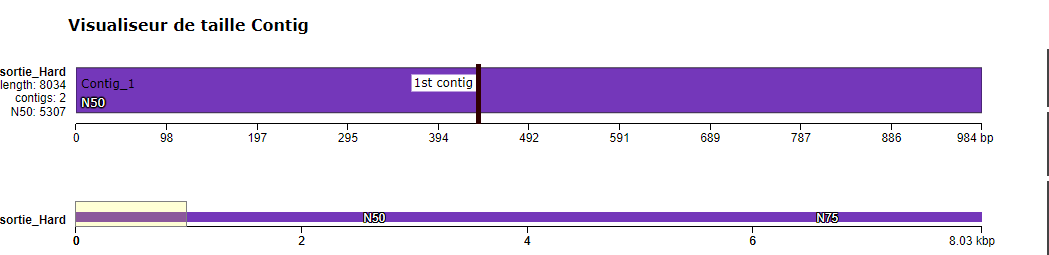 Visualiseur de taille Contig
sortie_Hard
length: 8034
contigs: 2
N50: 5307
Contig_1
N50
1st contig
0 98 197 295 394 492 591 689 787 886 984 bp
sortie_Hard
N50 N75
0 2 4 6 8.03 kbp